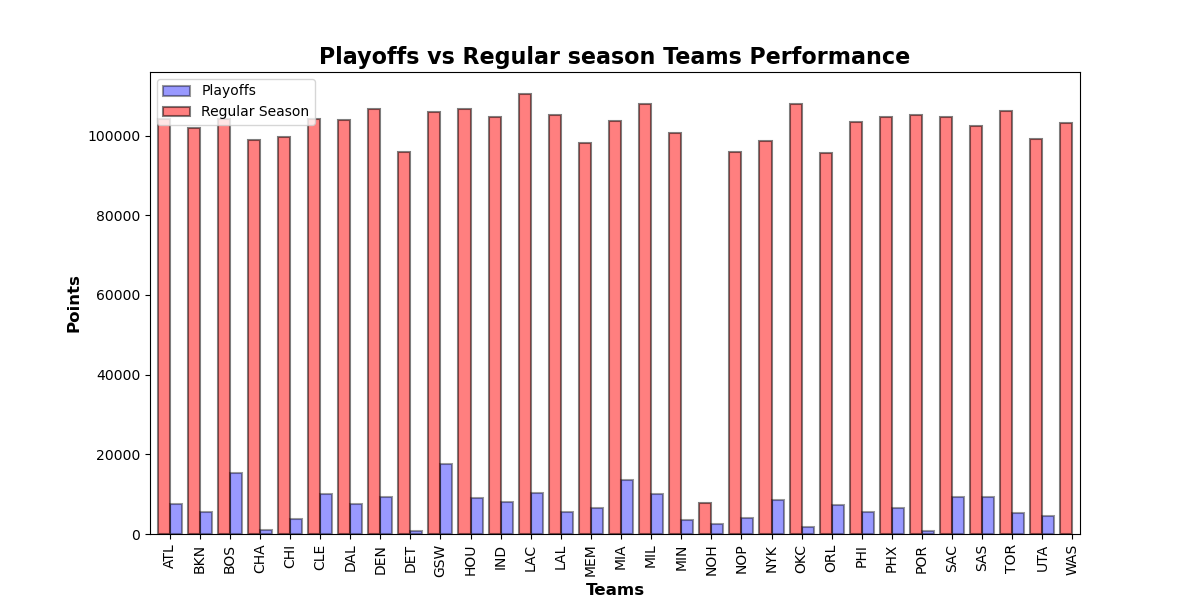 Playoffs vs Regular season Teams Performance
Playoffs
Regular Season
100000
80000
60000
40000
20000
0
Points
ATL BKN BOS CHA CHI CLE DAL DEN DET GSW HOU IND LAC LAL MEM MIA MIL MIN NOH NOP NYK OKC ORL PHI PHX POR SAC SAS TOR UTA WAS
Teams